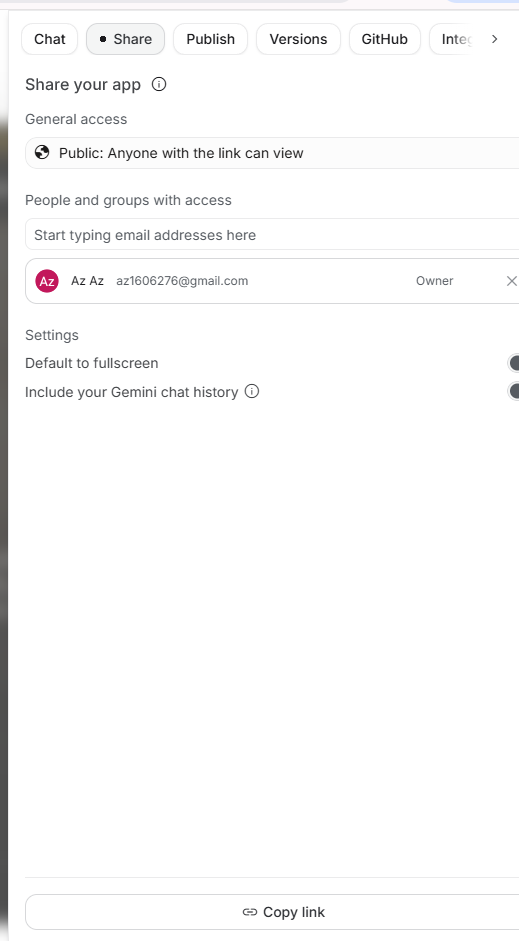 Chat Share Publish Versions GitHub
Share your app
General access
Public: Anyone with the link can view
People and groups with access
Start typing email addresses here
Az Az Az az1606276@gmail.com Owner
Settings
Default to fullscreen
Include your Gemini chat history
Copy link